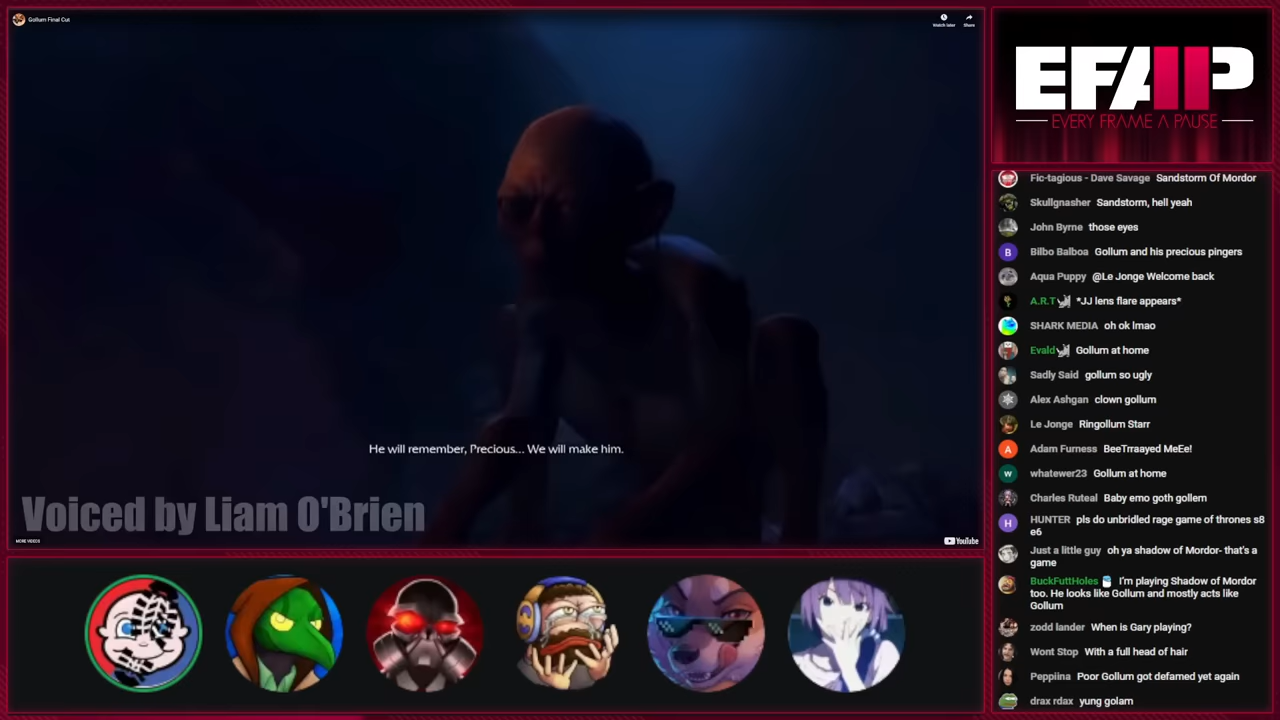 Gollum Final Cut
Watch later
Share
He will remember, Precious... We will make him.
Voiced by Liam O'Brien
MORE VIDEOS
YouTube
EFAP
EVERY FRAME A PAUSE
Fic-tagious - Dave Savage Sandstorm Of Mordor
Skullgnasher Sandstorm, hell yeah
John Byrne those eyes
B Bilbo Balboa Gollum and his precious pingers
Aqua Puppy @Le Jonge Welcome back
A.R.T *JJ lens flare appears*
SHARK MEDIA oh ok lmao
Evald Gollum at home
Sadly Said gollum so ugly
Alex Ashgan clown gollum
Le Jonge Ringollum Starr
A Adam Furness BeeTrraayed MeEe!
w whatewer23 Gollum at home
Charles Ruteal Baby emo goth gollem
H HUNTER pls do unbridled rage game of thrones s8
e6
Just a little guy oh ya shadow of Mordor- that's a
game
BuckFuttHoles I'm playing Shadow of Mordor
too. He looks like Gollum and mostly acts like
Gollum
zodd lander When is Gary playing?
Wont Stop With a full head of hair
Peppiina Poor Gollum got defamed yet again
drax rdax yung golam